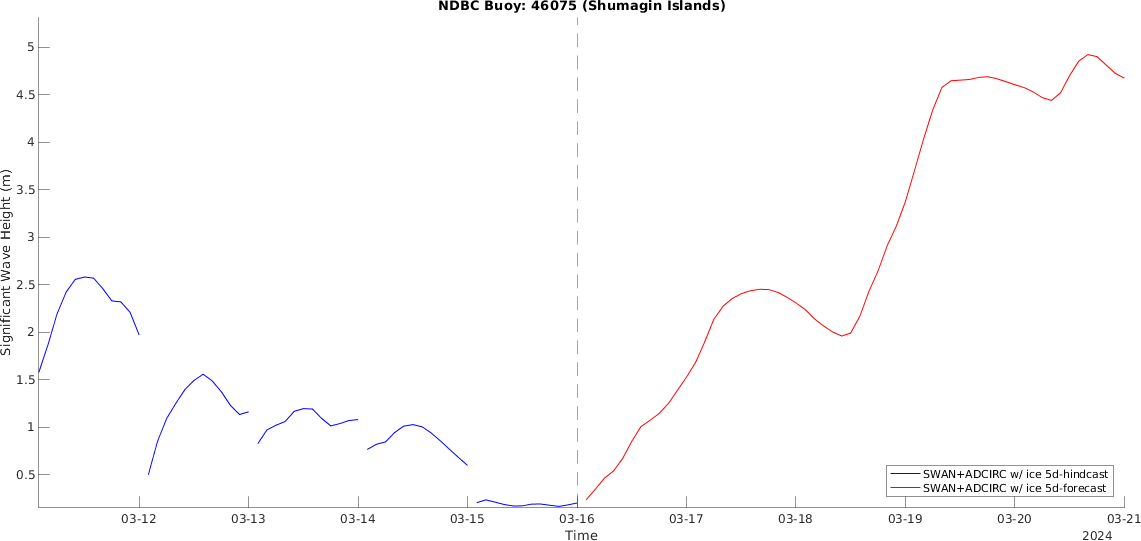 NDBC Buoy: 46075 (Shumagin Islands)
5
4.5
4
3.5
3
2.5
2
1.5
1
0.5
Significant Wave Height (m)
SWAN+ADCIRC w/ ice 5d-hindcast
SWAN+ADCIRC w/ ice 5d-forecast
03-12 03-13 03-14 03-15 03-16 03-17 03-18 03-19 03-20 03-21
Time
2024